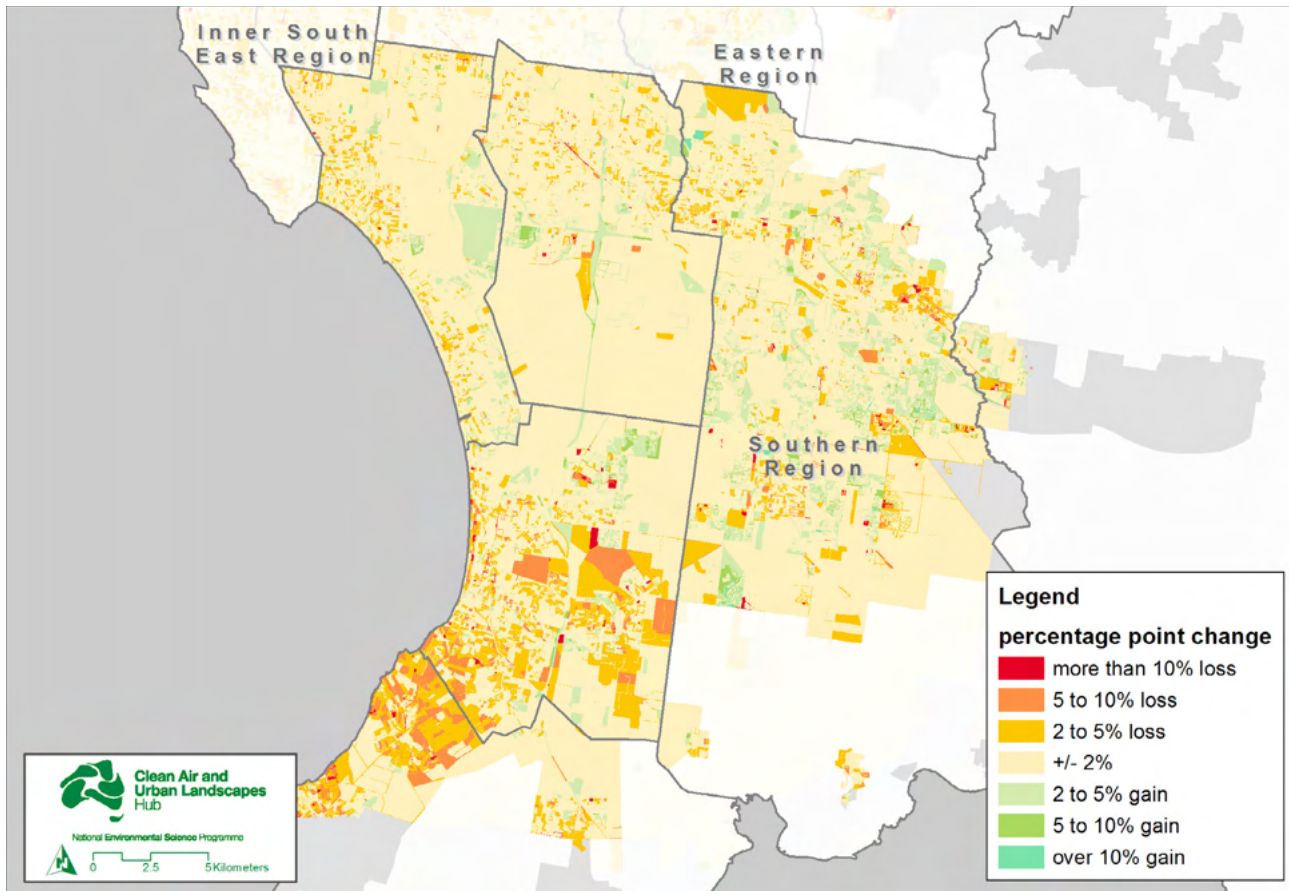 Inner South
East Region
Eastern
Region
Southern
Region
Legend
percentage point change
more than 10% loss
5 to 10% loss
2 to 5% loss
+/- 2%
2 to 5% gain
5 to 10% gain
over 10% gain
Clean Air and
Urban Landscapes
Hub
National Environmental Science Programme
N
0 2.5 5 Kilometers